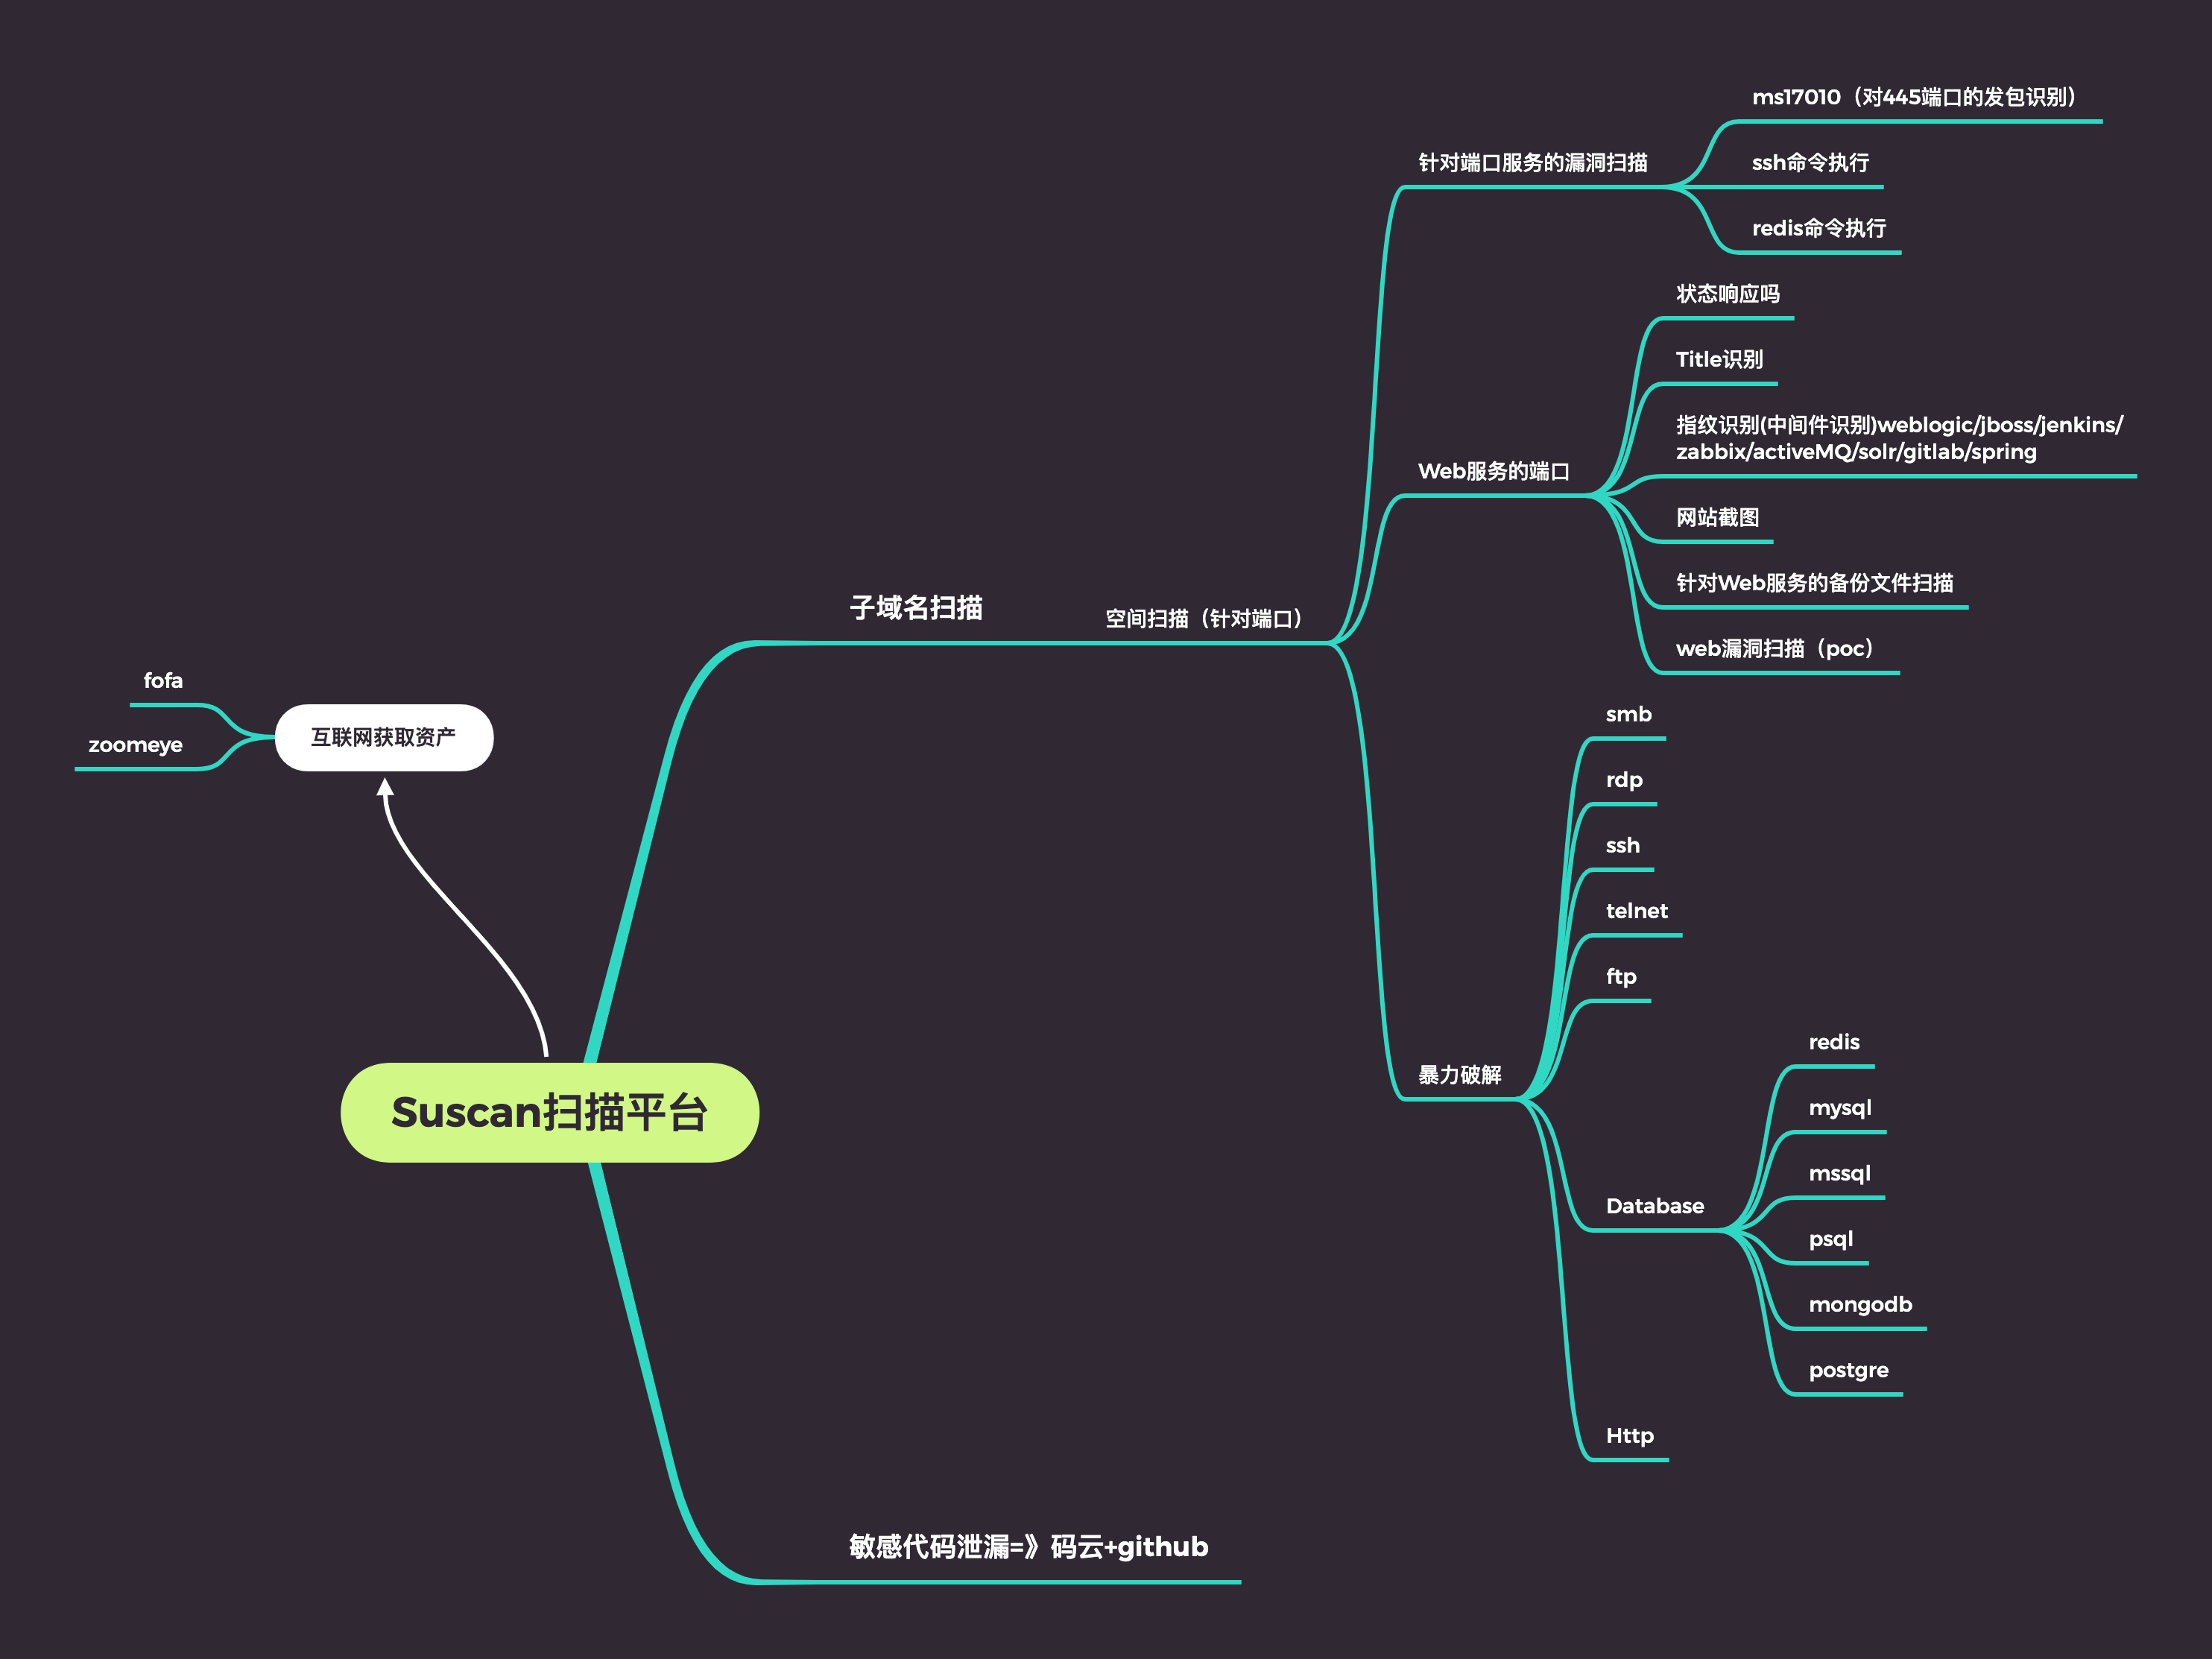 ms17010（对445端口的发包识别）
针对端口服务的漏洞扫描
ssh命令执行
redis命令执行
状态响应吗
Title识别
指纹识别(中间件识别)weblogic/jboss/jenkins/
zabbix/activeMQ/solr/gitlab/spring
Web服务的端口
网站截图
针对Web服务的备份文件扫描
子域名扫描
空间扫描（针对端口）
web漏洞扫描（poc）
fofa
互联网获取资产
zoomeye
smb
rdp
ssh
telnet
ftp
redis
暴力破解
Suscan扫描平台
mysql
mssql
Database
psql
mongodb
postgre
Http
敏感代码泄漏=》码云+github